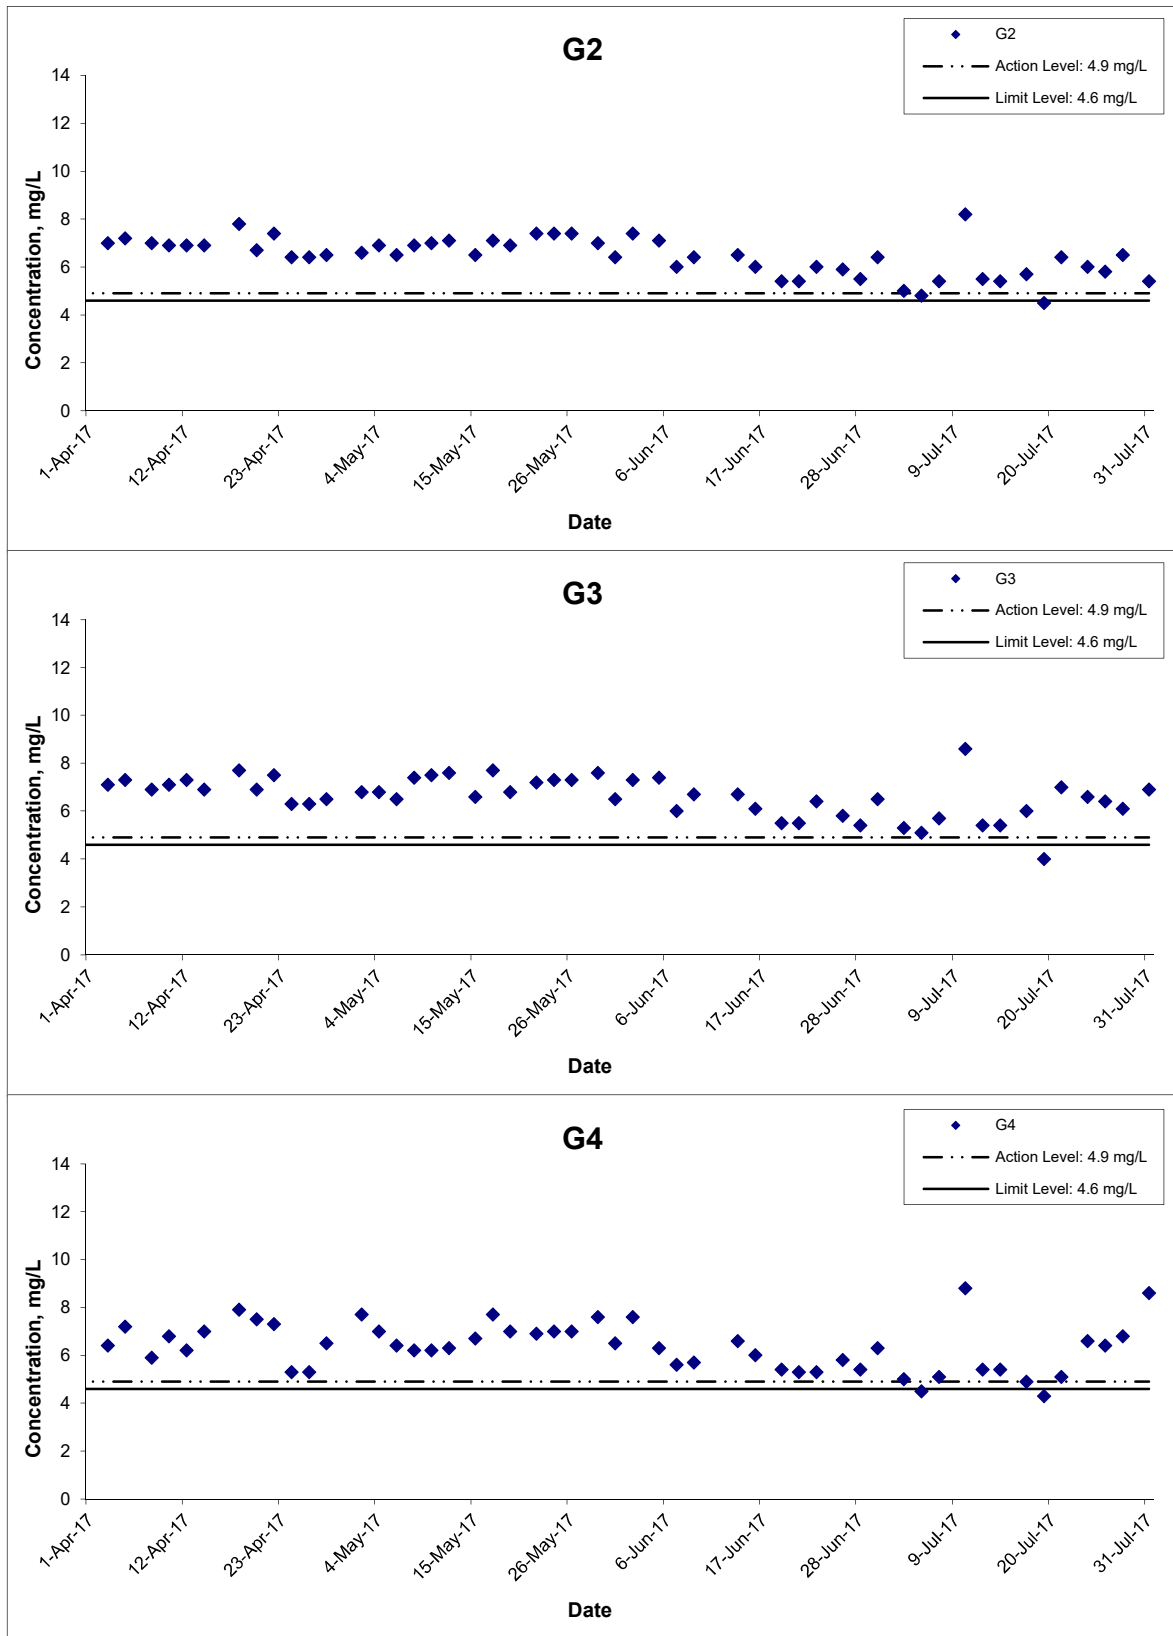 G2
G2
Action Level: 4.9 mg/L
Limit Level: 4.6 mg/L
Concentration, mg/L
14
12
10
8
6
4
2
0
1-Apr-17
12-Apr-17
23-Apr-17
4-May-17
15-May-17
26-May-17
6-Jun-17
17-Jun-17
28-Jun-17
9-Jul-17
20-Jul-17
31-Jul-17
Date
G3
G3
Action Level: 4.9 mg/L
Limit Level: 4.6 mg/L
Concentration, mg/L
14
12
10
8
6
4
2
0
1-Apr-17
12-Apr-17
23-Apr-17
4-May-17
15-May-17
26-May-17
6-Jun-17
17-Jun-17
28-Jun-17
9-Jul-17
20-Jul-17
31-Jul-17
Date
G4
G4
Action Level: 4.9 mg/L
Limit Level: 4.6 mg/L
Concentration, mg/L
14
12
10
8
6
4
2
0
1-Apr-17
12-Apr-17
23-Apr-17
4-May-17
15-May-17
26-May-17
6-Jun-17
17-Jun-17
28-Jun-17
9-Jul-17
20-Jul-17
31-Jul-17
Date